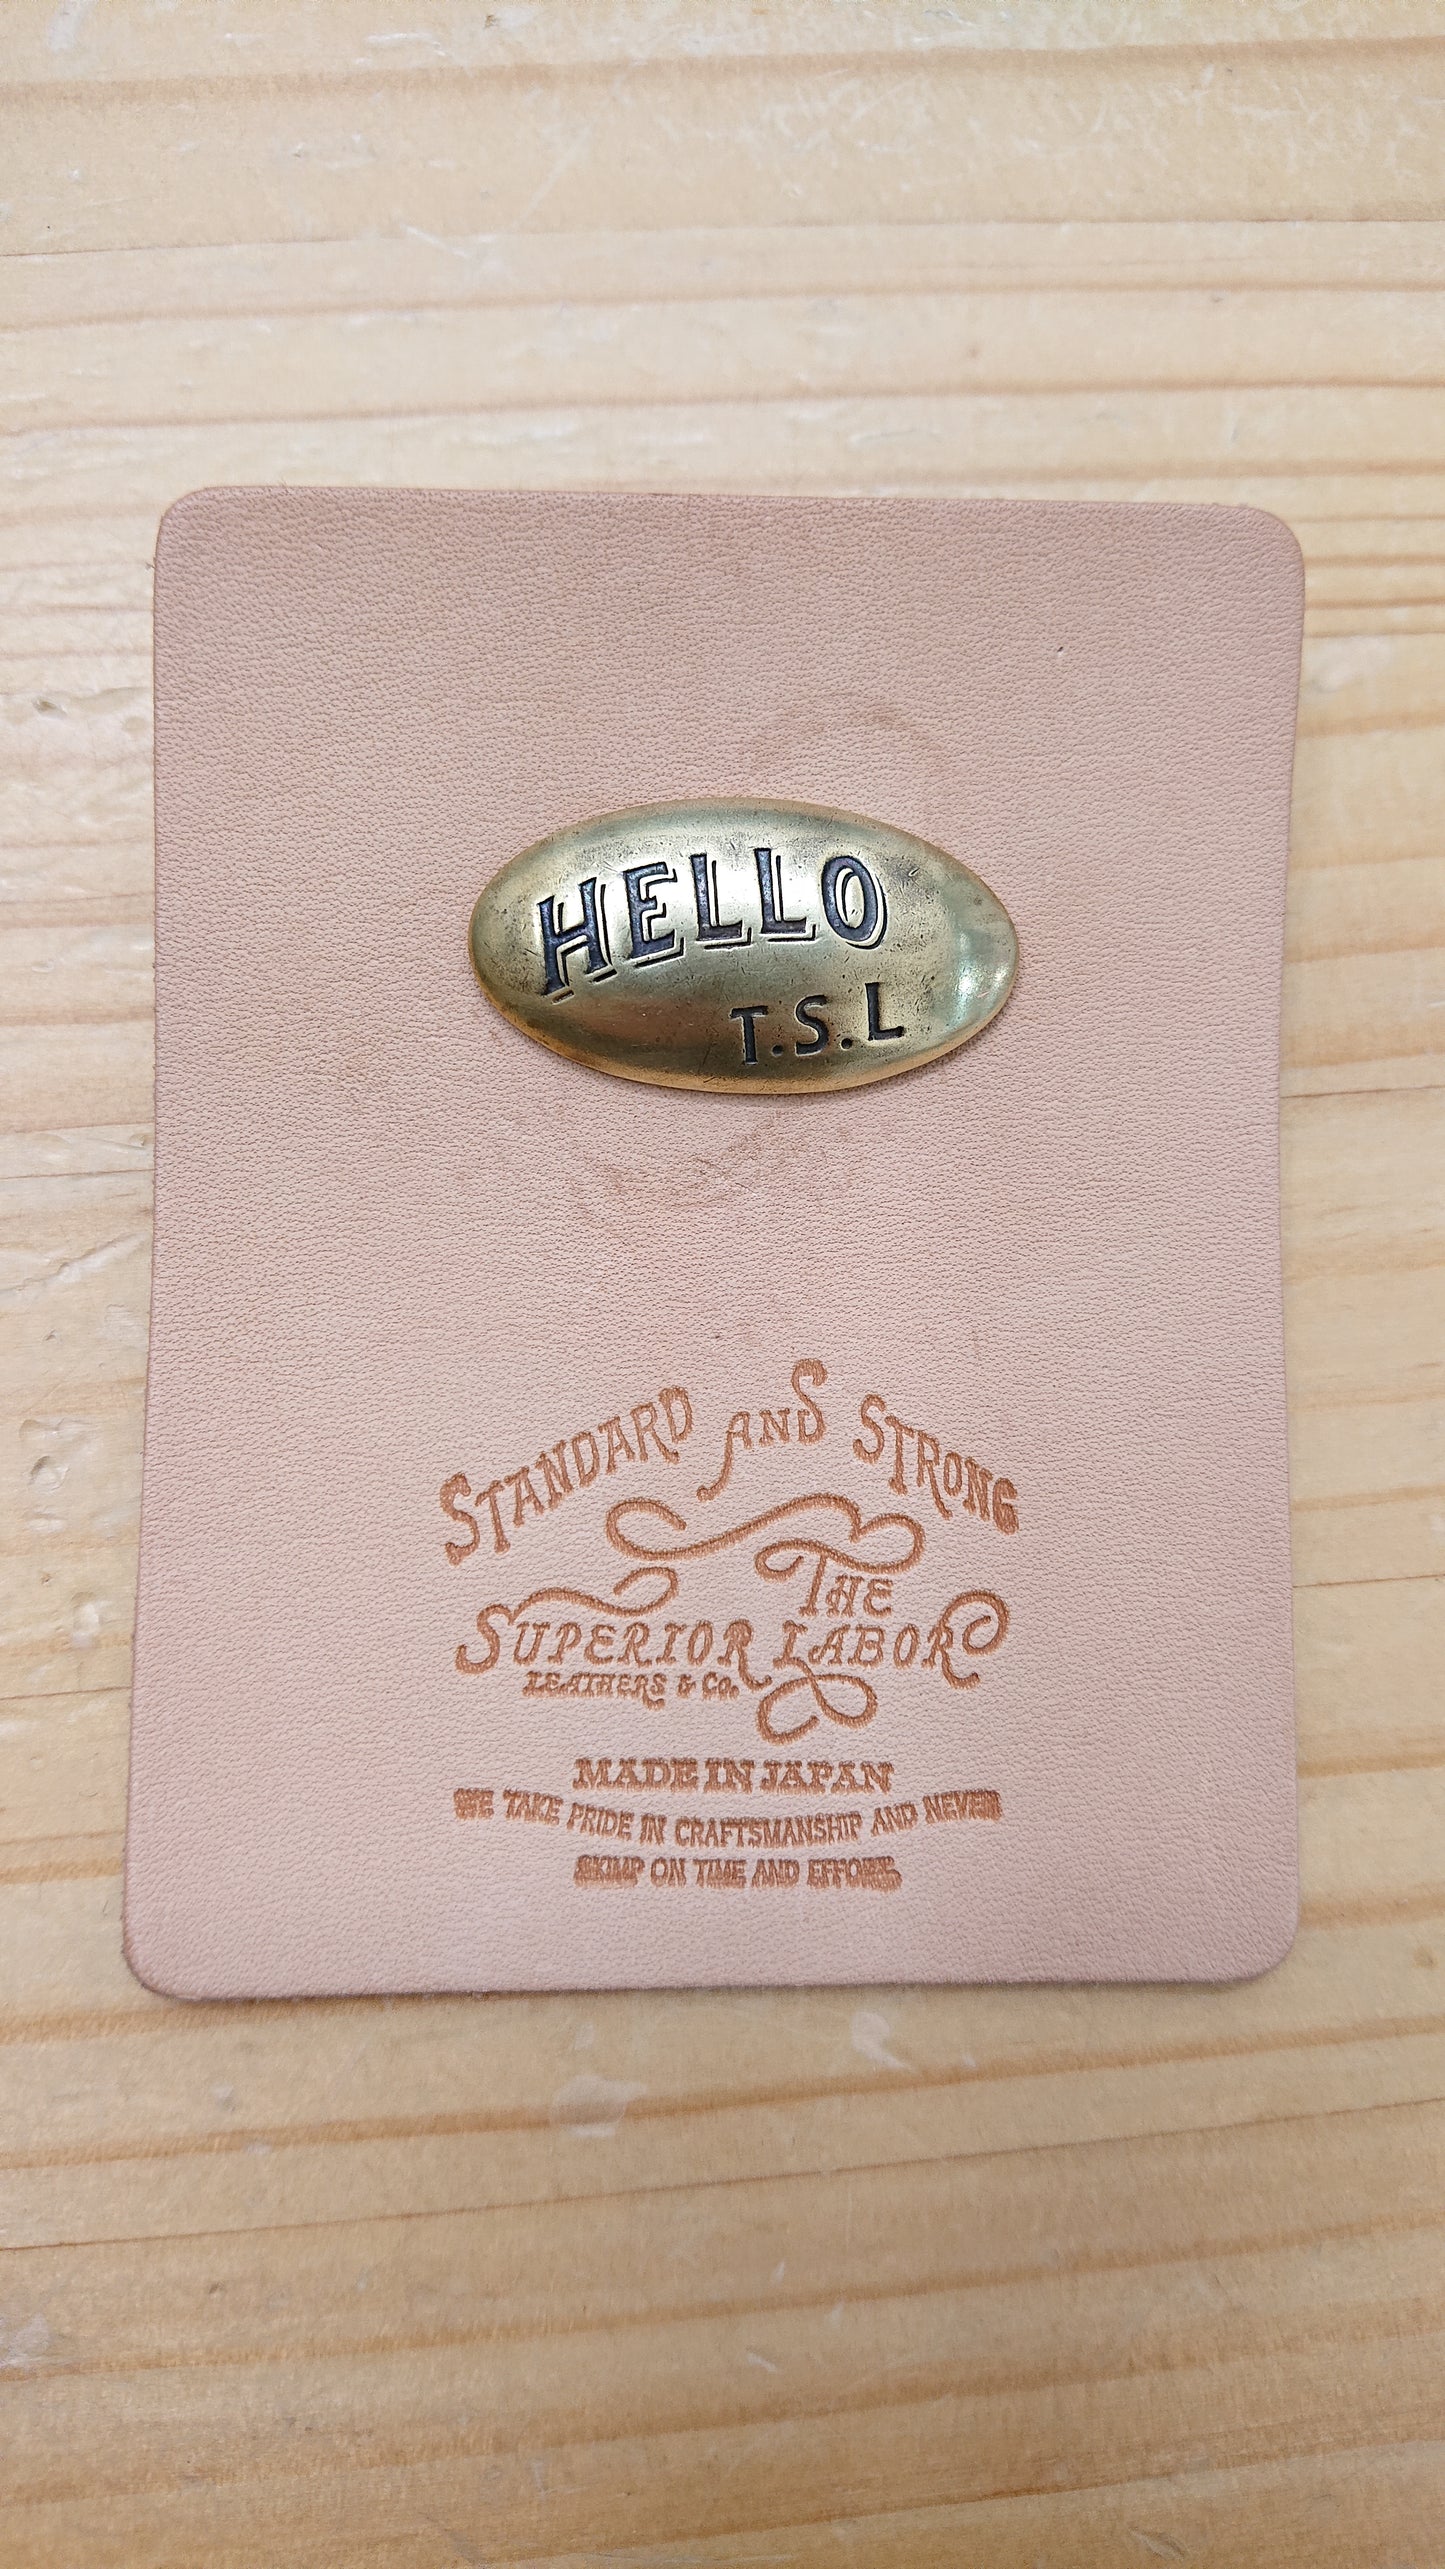 HELLO
T.S.L
STANDARD AND STRONG
THE
SUPERIOR LABOR
LEATHERS & CO.
MADE IN JAPAN
WE TAKE PRIDE IN CRAFTSMANSHIP AND NEVER
SKIMP ON TIME AND EFFORT.